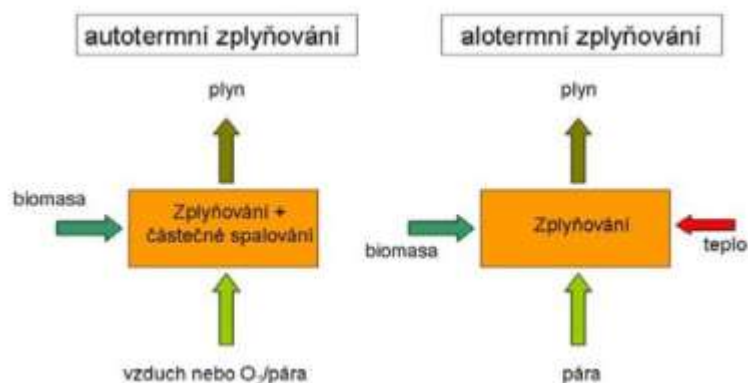 autotermní zplyňování
plyn
biomasa
Zplyňování +
částečné spalování
vzduch nebo O₂/pára
alotermní zplyňování
plyn
biomasa
Zplyňování
teplo
pára